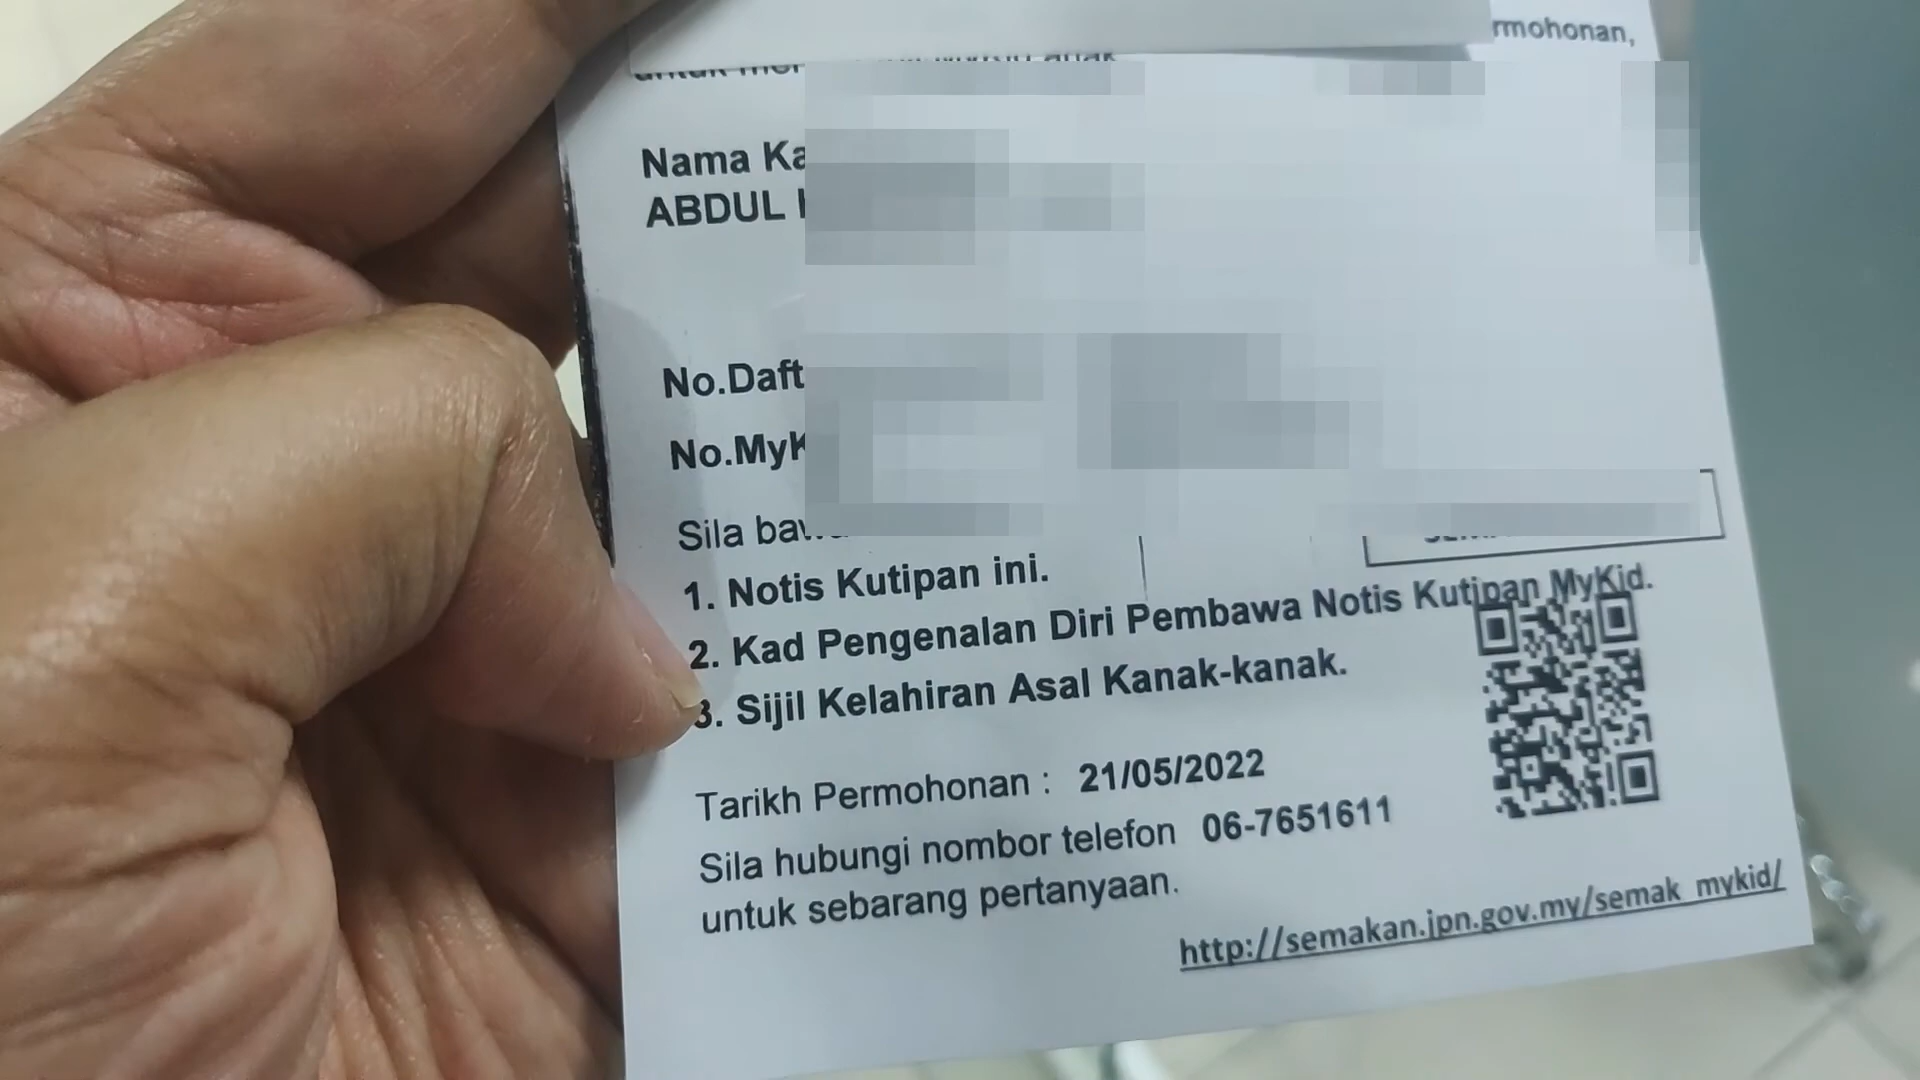 rmohonan,
anak
Nama Ka
ABDUL
No.Daft
No.MyK
Sila baw
1. Notis Kutipan ini.
2. Kad Pengenalan Diri Pembawa Notis Kutipan MyKid.
3. Sijil Kelahiran Asal Kanak-kanak.
Tarikh Permohonan : 21/05/2022
Sila hubungi nombor telefon 06-7651611
untuk sebarang pertanyaan.
http://semakan.jpn.gov.my/semak_mykid/